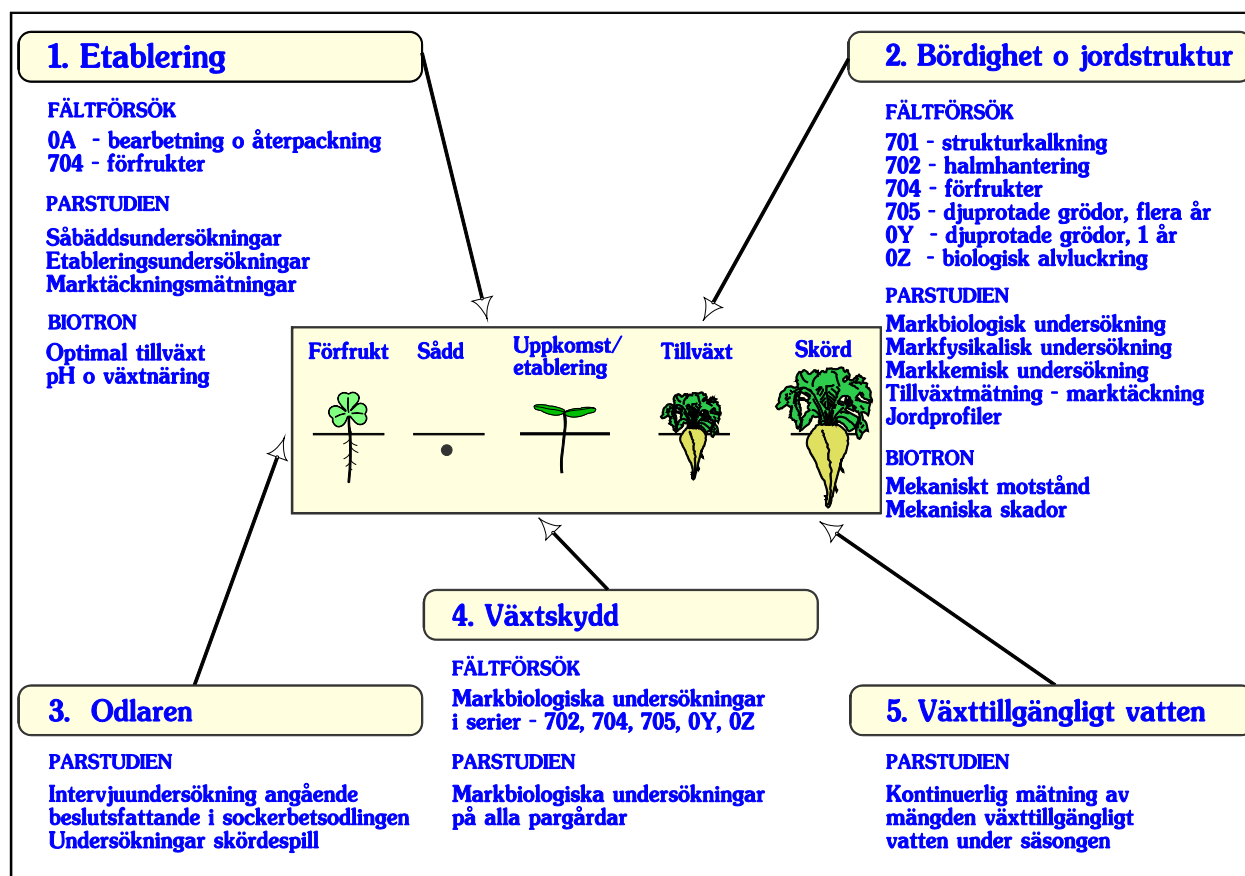 1. Etablering
FÄLTFÖRSÖK
0A - bearbetning o återpackning
704 - förfrukter
PARSTUDIEN
Såbäddsundersökningar
Etableringsundersökningar
Marktäckningsmätningar
BIOTRON
Optimal tillväxt
pH o växtnäring
2. Bördighet o jordstruktur
FÄLTFÖRSÖK
701 - strukturkalkning
702 - halmhantering
704 - förfrukter
705 - djuprotade grödor, flera år
0Y - djuprotade grödor, 1 år
0Z - biologisk alvluckring
PARSTUDIEN
Markbiologisk undersökning
Markfysikalisk undersökning
Markkemisk undersökning
Tillväxtmätning - marktäckning
Jordprofiler
BIOTRON
Mekaniskt motstånd
Mekaniska skador
Förfrukt
Sådd
Uppkomst/
etablering
Tillväxt
Skörd
3. Odlaren
PARSTUDIEN
Intervjuundersökning angående
beslutsfattande i sockerbetsodlingen
Undersökningar skördespill
4. Växtskydd
FÄLTFÖRSÖK
Markbiologiska undersökningar
i serier - 702, 704, 705, 0Y, 0Z
PARSTUDIEN
Markbiologiska undersökningar
på alla pargårdar
5. Växttillgängligt vatten
PARSTUDIEN
Kontinuerlig mätning av
mängden växttillgängligt
vatten under säsongen